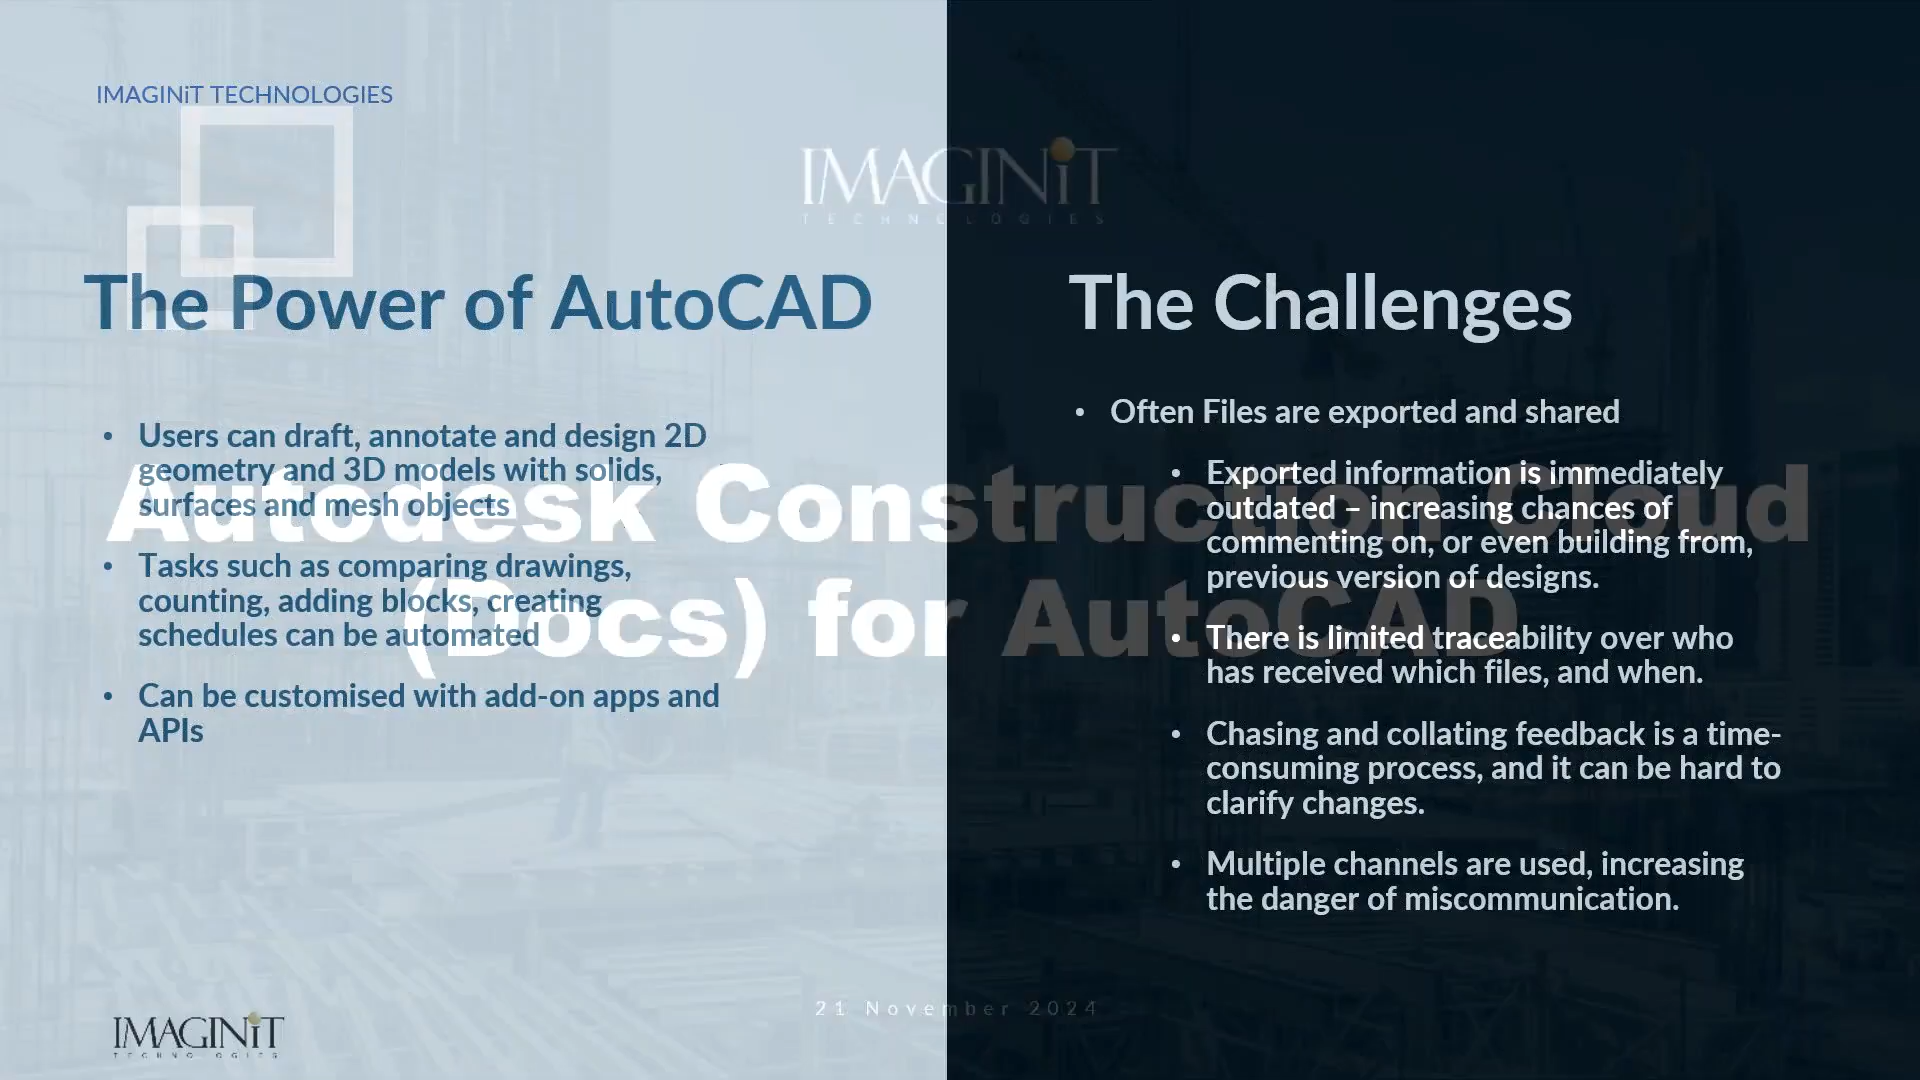 IMAGINiT TECHNOLOGIES
IMAGINiT
TECHNOLOGIES
The Power of AutoCAD
Users can draft, annotate and design 2D
geometry and 3D models with solids,
surfaces and mesh objects
Tasks such as comparing drawings,
counting, adding blocks, creating
schedules can be automated
Can be customised with add-on apps and
APIs
The Challenges
Often Files are exported and shared
Exported information is immediately
outdated – increasing chances of
commenting on, or even building from,
previous version of designs.
There is limited traceability over who
has received which files, and when.
Chasing and collating feedback is a time-
consuming process, and it can be hard to
clarify changes.
Multiple channels are used, increasing
the danger of miscommunication.
Autodesk Construction Cloud
(Docs) for AutoCAD
21 November 2024
IMAGINiT
TECHNOLOGIES